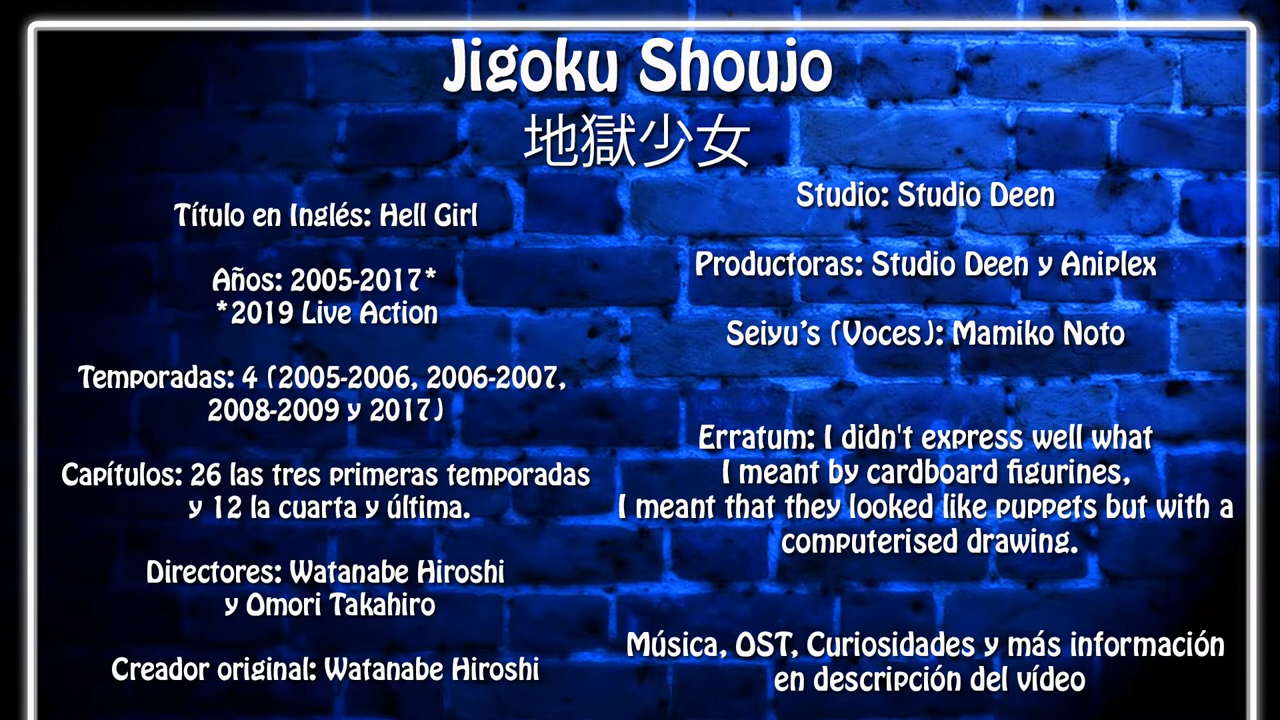 Jigoku Shoujo
地獄少女
Título en Inglés: Hell Girl
Años: 2005-2017*
*2019 Live Action
Temporadas: 4 (2005-2006, 2006-2007,
2008-2009 y 2017)
Capítulos: 26 las tres primeras temporadas
y 12 la cuarta y última.
Directores: Watanabe Hiroshi
y Omori Takahiro
Creador original: Watanabe Hiroshi
Studio: Studio Deen
Productoras: Studio Deen y Aniplex
Seiyu’s (Voces): Mamiko Noto
Erratum: I didn't express well what
I meant by cardboard figurines,
I meant that they looked like puppets but with a
computerised drawing.
Música, OST, Curiosidades y más información
en descripción del vídeo